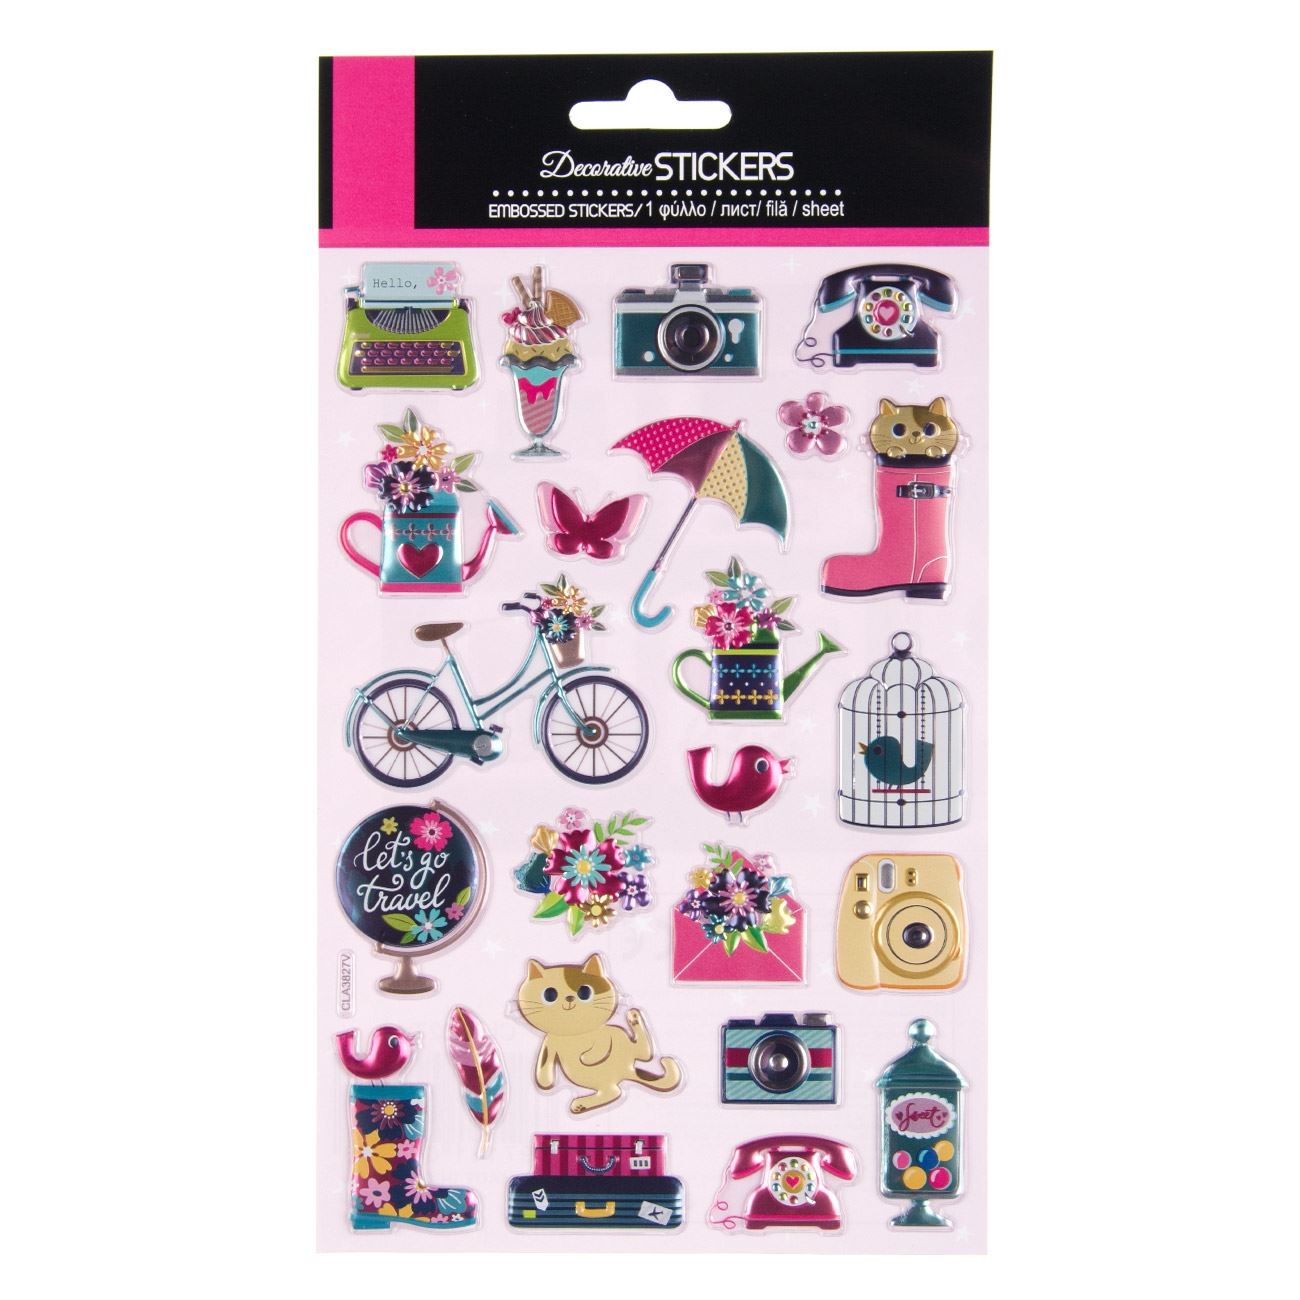 Decorative STICKERS
EMBOSSED STICKERS/ 1 φύλλο / лист/ filă / sheet
Hello,
let's go
travel
CLA3827V
Sweet